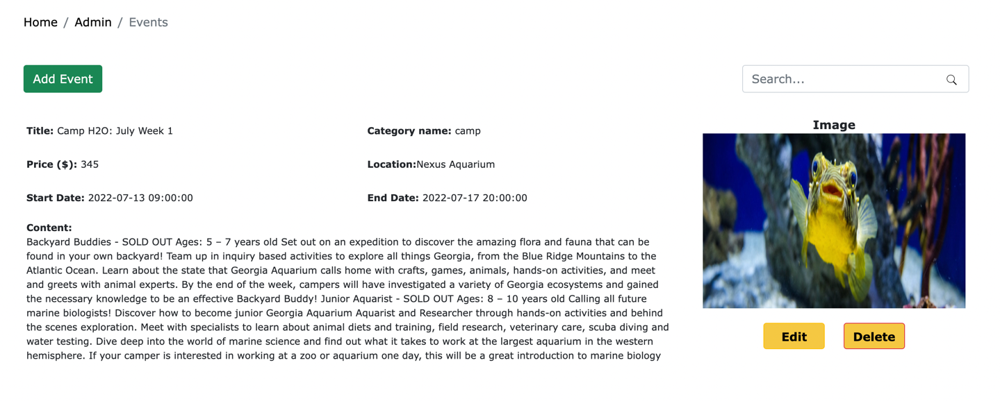 Home / Admin / Events
Add Event
Search...
Title: Camp H2O: July Week 1
Category name: camp
Image
Price ($): 345
Location:Nexus Aquarium
Start Date: 2022-07-13 09:00:00
End Date: 2022-07-17 20:00:00
Content:
Backyard Buddies - SOLD OUT Ages: 5 – 7 years old Set out on an expedition to discover the amazing flora and fauna that can be
found in your own backyard! Team up in inquiry based activities to explore all things Georgia, from the Blue Ridge Mountains to the
Atlantic Ocean. Learn about the state that Georgia Aquarium calls home with crafts, games, animals, hands-on activities, and meet
and greets with animal experts. By the end of the week, campers will have investigated a variety of Georgia ecosystems and gained
the necessary knowledge to be an effective Backyard Buddy! Junior Aquarist - SOLD OUT Ages: 8 – 10 years old Calling all future
marine biologists! Discover how to become junior Georgia Aquarium Aquarist and Researcher through hands-on activities and behind
the scenes exploration. Meet with specialists to learn about animal diets and training, field research, veterinary care, scuba diving and
water testing. Dive deep into the world of marine science and find out what it takes to work at the largest aquarium in the western
hemisphere. If your camper is interested in working at a zoo or aquarium one day, this will be a great introduction to marine biology
Edit
Delete